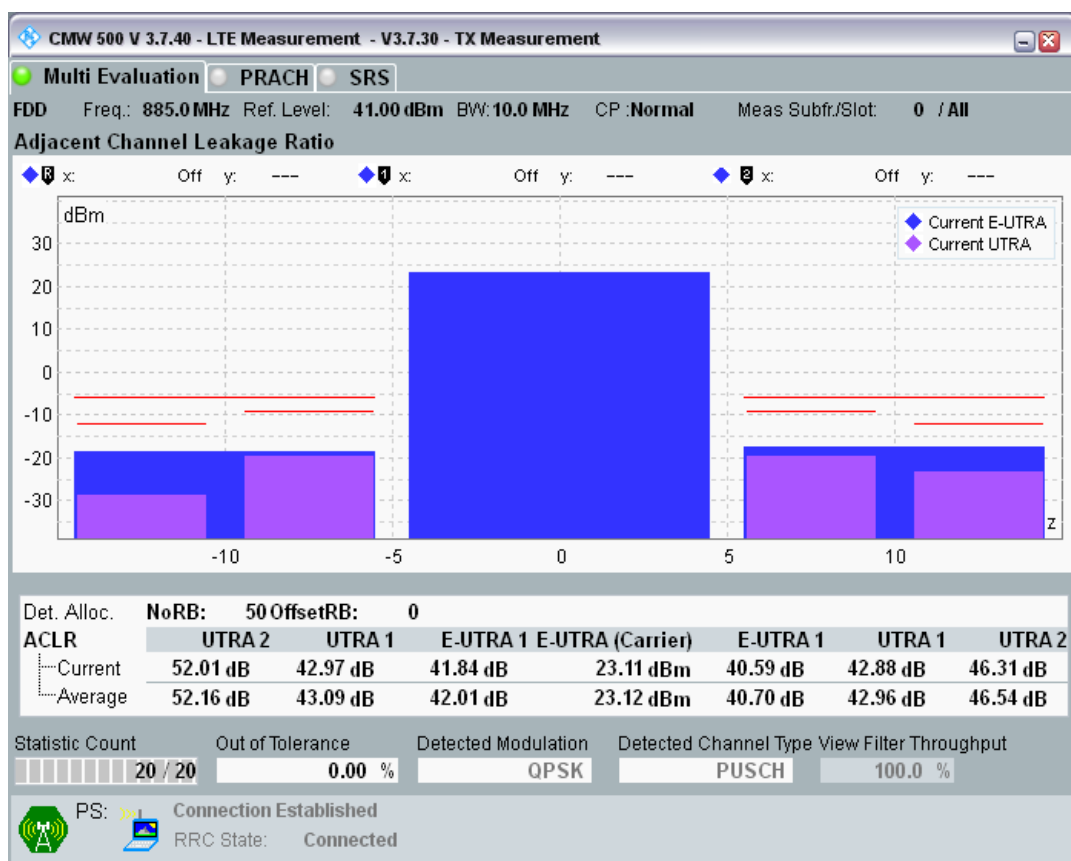 CMW 500 V 3.7.40 - LTE Measurement - V3.7.30 - TX Measurement
Multi Evaluation PRACH SRS
FDD Freq.: 885.0 MHz Ref. Level: 41.00 dBm BW: 10.0 MHz CP :Normal Meas Subfr./Slot: 0 / All
Adjacent Channel Leakage Ratio
R x: Off y: --- 1 x: Off y: --- 2 x: Off y: ---
dBm
Current E-UTRA
Current UTRA
30
20
10
0
-10
-20
-30
z
-10 -5 0 5 10
Det. Alloc. NoRB: 50 OffsetRB: 0
ACLR UTRA 2 UTRA 1 E-UTRA 1 E-UTRA (Carrier) E-UTRA 1 UTRA 1 UTRA 2
Current 52.01 dB 42.97 dB 41.84 dB 23.11 dBm 40.59 dB 42.88 dB 46.31 dB
Average 52.16 dB 43.09 dB 42.01 dB 23.12 dBm 40.70 dB 42.96 dB 46.54 dB
Statistic Count Out of Tolerance Detected Modulation Detected Channel Type View Filter Throughput
20 / 20 0.00 % QPSK PUSCH 100.0 %
PS: Connection Established
RRC State: Connected